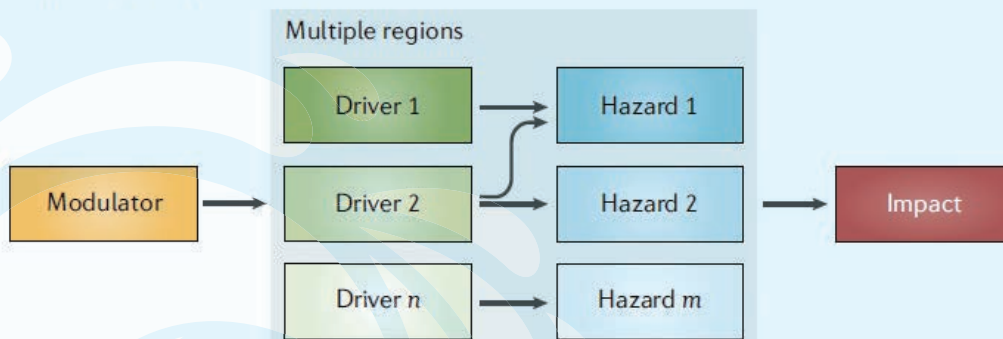 Multiple regions
Driver 1
Hazard 1
Modulator
Driver 2
Hazard 2
Impact
Driver n
Hazard m